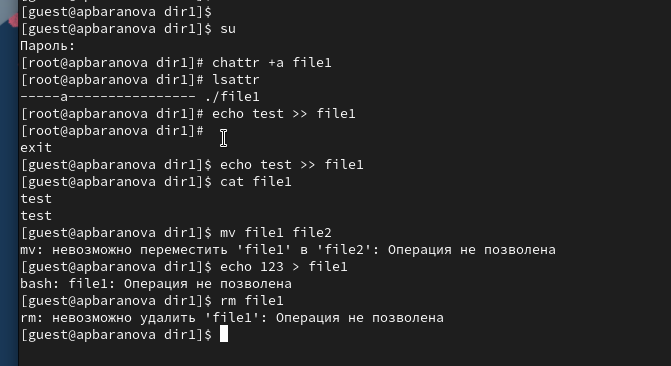 [guest@apbaranova dir1]$
[guest@apbaranova dir1]$ su
Пароль:
[root@apbaranova dir1]# chattr +a file1
[root@apbaranova dir1]# lsattr
-----a---------------- ./file1
[root@apbaranova dir1]# echo test >> file1
[root@apbaranova dir1]#
exit
[guest@apbaranova dir1]$ echo test >> file1
[guest@apbaranova dir1]$ cat file1
test
test
[guest@apbaranova dir1]$ mv file1 file2
mv: невозможно переместить 'file1' в 'file2': Операция не позволена
[guest@apbaranova dir1]$ echo 123 > file1
bash: file1: Операция не позволена
[guest@apbaranova dir1]$ rm file1
rm: невозможно удалить 'file1': Операция не позволена
[guest@apbaranova dir1]$